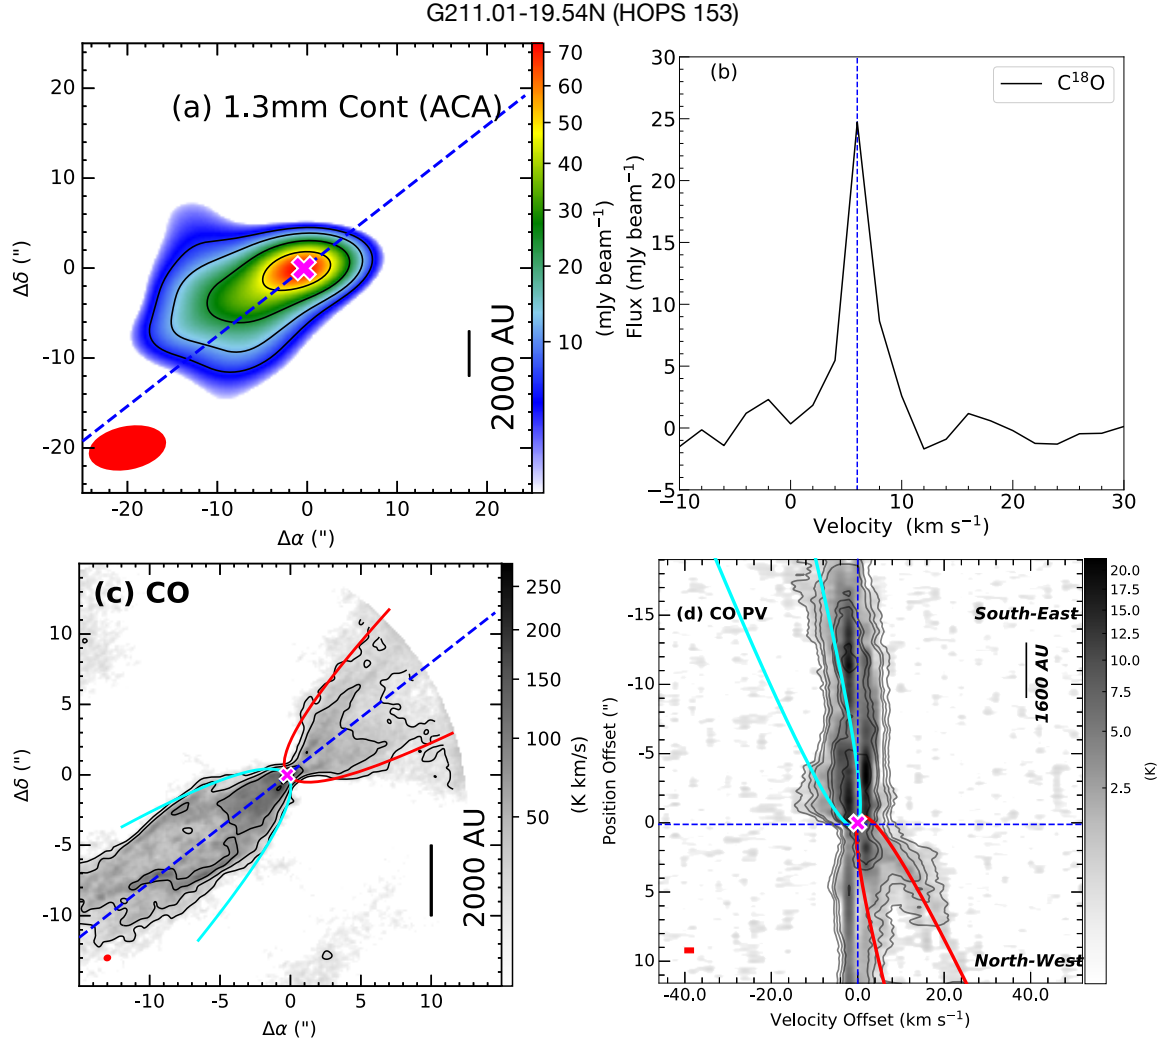 G211.01-19.54N (HOPS 153)
(a) 1.3mm Cont (ACA)
20
10
0
-10
-20
Δδ (")
-20
-10
0
10
20
Δα (")
2000 AU
70
60
50
40
30
20
10
(mJy beam⁻¹)
(b)
C¹⁸O
30
25
20
15
10
5
0
−5
Flux (mJy beam⁻¹)
−10
0
10
20
30
Velocity (km s⁻¹)
(c) CO
10
5
0
-5
-10
Δδ (")
-10
-5
0
5
10
Δα (")
2000 AU
250
200
150
100
50
(K km/s)
(d) CO PV
South-East
1600 AU
North-West
-15
-10
-5
0
5
10
Position Offset (")
-40.0
-20.0
0.0
20.0
40.0
Velocity Offset (km s⁻¹)
20.0
17.5
15.0
12.5
10.0
7.5
5.0
2.5
(K)